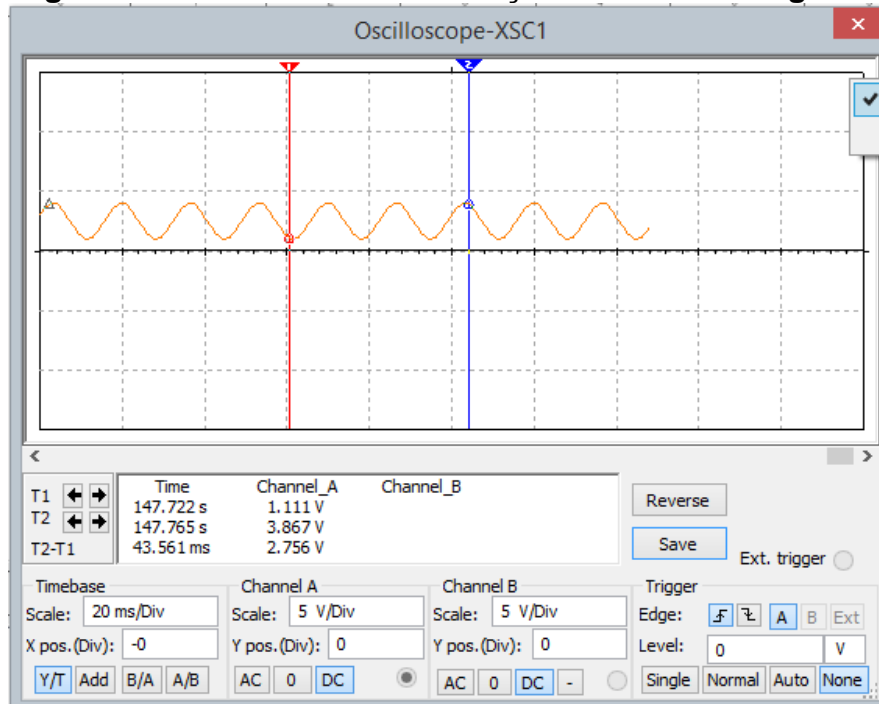 Oscilloscope-XSC1
1 2
T1
T2
T2-T1
Time Channel_A Channel_B
147.722 s 1.111 V
147.765 s 3.867 V
43.561 ms 2.756 V
Reverse
Save
Ext. trigger
Timebase Channel A Channel B Trigger
Scale: 20 ms/Div Scale: 5 V/Div Scale: 5 V/Div Edge: A B Ext
X pos.(Div): -0 Y pos.(Div): 0 Y pos.(Div): 0 Level: 0 V
Y/T Add B/A A/B AC 0 DC AC 0 DC - Single Normal Auto None